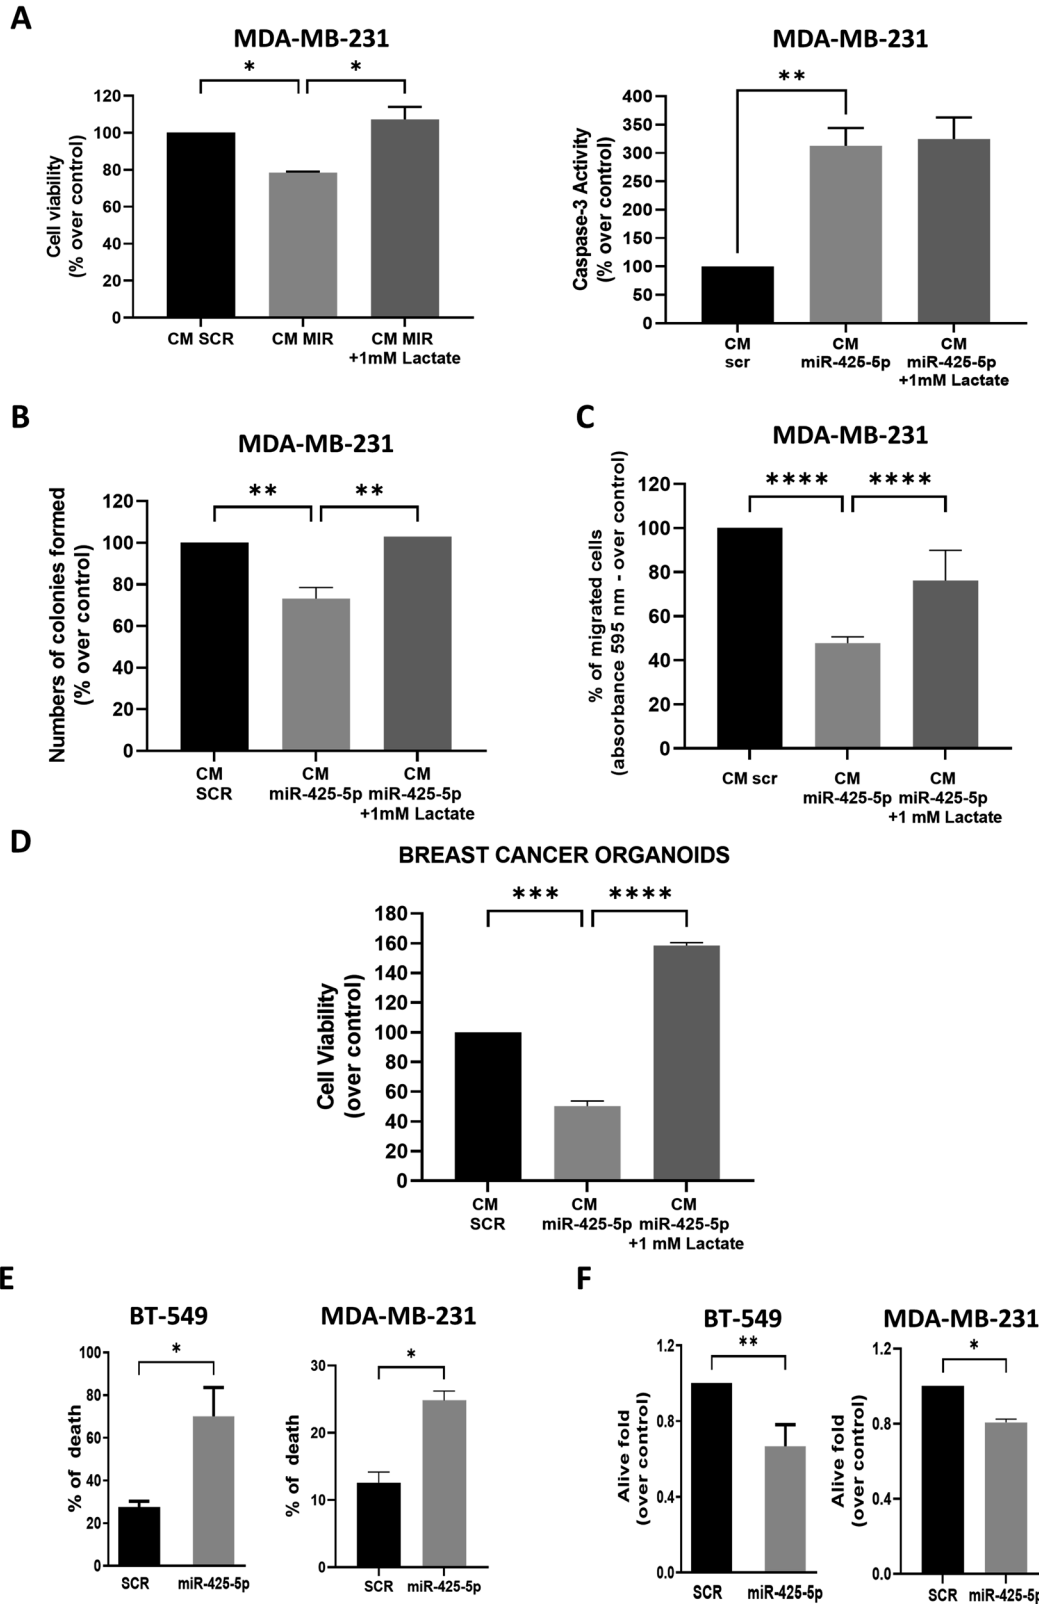 A
MDA-MB-231
* *
Cell viability
(% over control)
120
100
80
60
40
20
0
CM SCR CM MIR CM MIR
+1mM Lactate
MDA-MB-231
**
Caspase-3 Activity
(% over control)
400
350
300
250
200
150
100
50
0
CM CM CM
scr miR-425-5p miR-425-5p
+1mM Lactate
B
MDA-MB-231
** **
Numbers of colonies formed
(% over control)
120
100
80
60
40
20
0
CM CM CM
SCR miR-425-5p miR-425-5p
+1mM Lactate
C
MDA-MB-231
**** ****
% of migrated cells
(absorbance 595 nm - over control)
120
100
80
60
40
20
0
CM scr CM CM
miR-425-5p miR-425-5p
+1 mM Lactate
D
BREAST CANCER ORGANOIDS
*** ****
Cell Viability
(over control)
180
160
140
120
100
80
60
40
20
0
CM CM CM
SCR miR-425-5p miR-425-5p
+1 mM Lactate
E
BT-549
*
% of death
100
80
60
40
20
0
SCR miR-425-5p
MDA-MB-231
*
% of death
30
20
10
0
SCR miR-425-5p
F
BT-549
**
Alive fold
(over control)
1.2
0.8
0.4
0.0
SCR miR-425-5p
MDA-MB-231
*
Alive fold
(over control)
1.2
0.8
0.4
0.0
SCR miR-425-5p